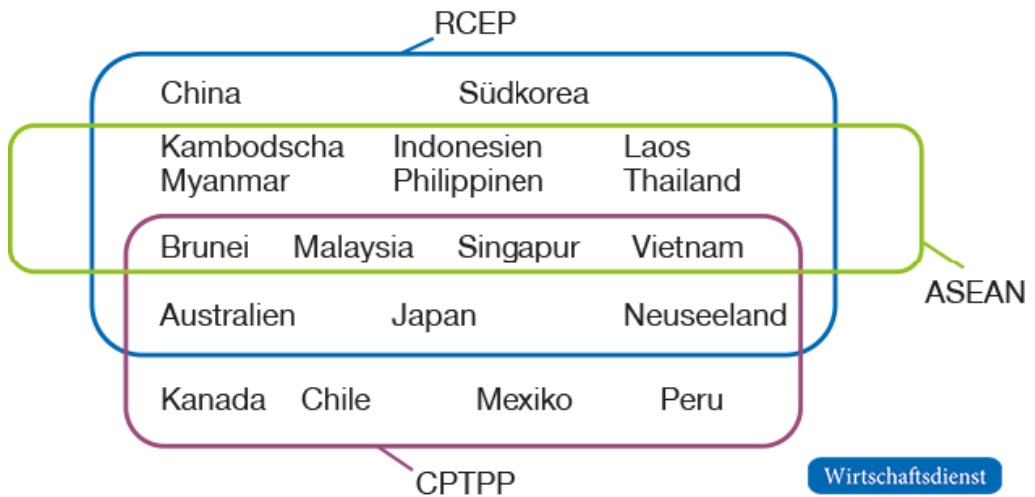 RCEP
China Südkorea
Kambodscha Indonesien Laos
Myanmar Philippinen Thailand
Brunei Malaysia Singapur Vietnam
ASEAN
Australien Japan Neuseeland
Kanada Chile Mexiko Peru
CPTPP
Wirtschaftsdienst